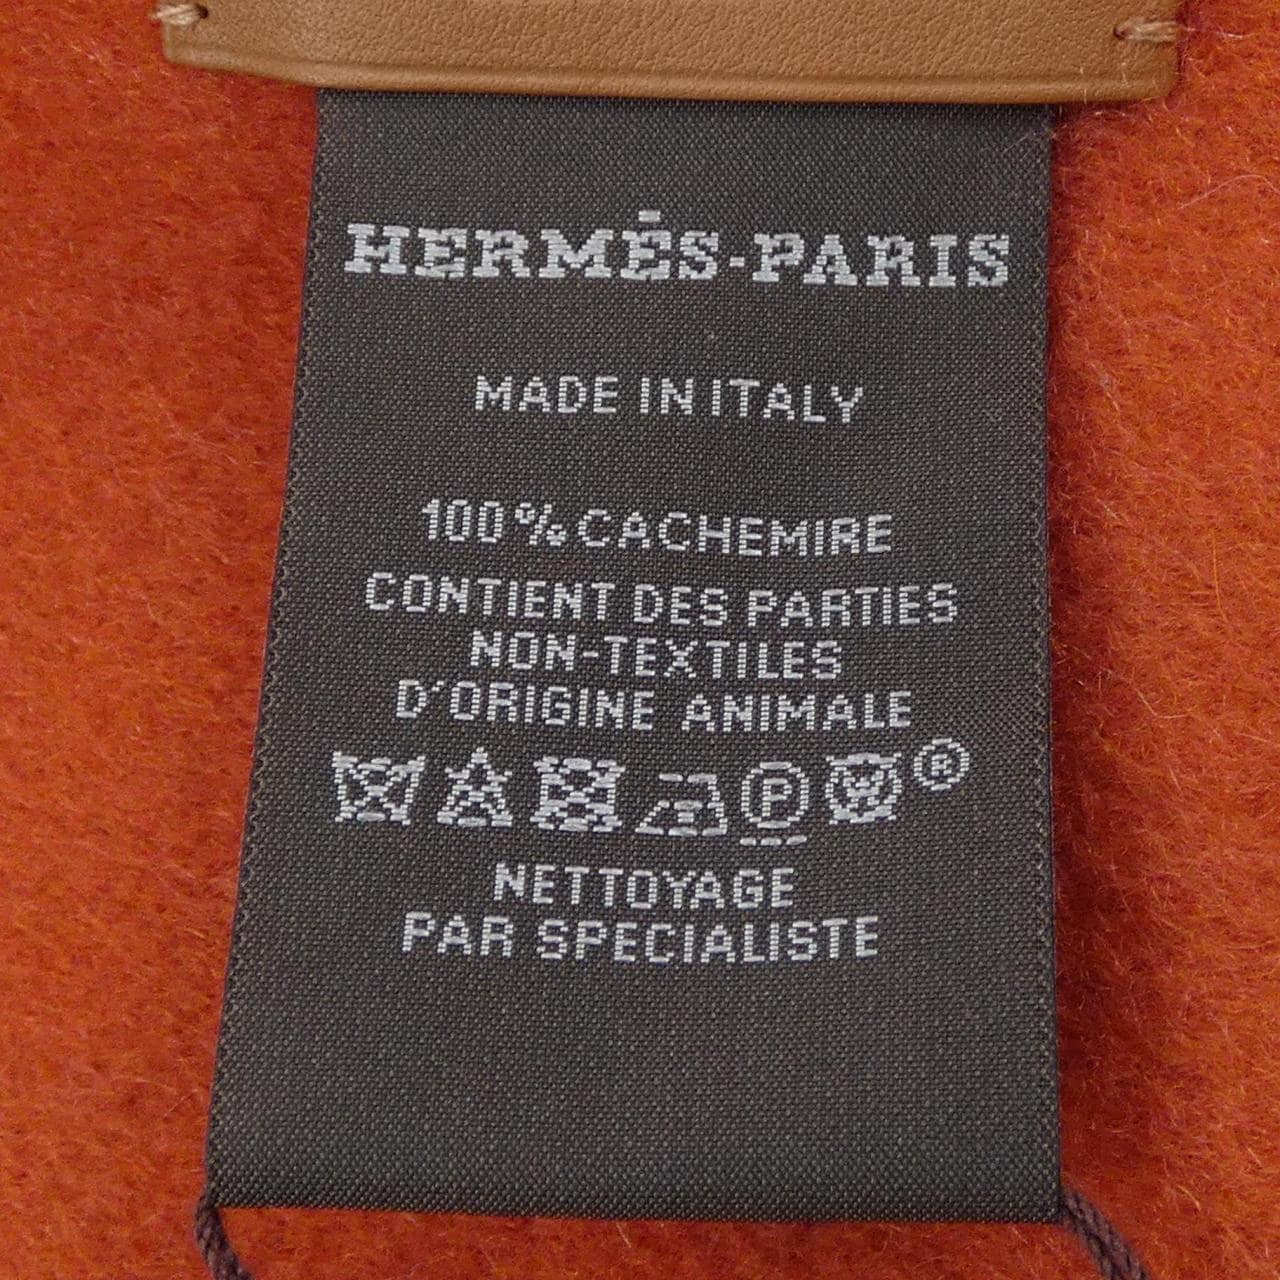 HERMÈS-PARIS
MADE IN ITALY
100% CACHEMIRE
CONTIENT DES PARTIES
NON-TEXTILES
D'ORIGINE ANIMALE
P ®
NETTOYAGE
PAR SPECIALISTE